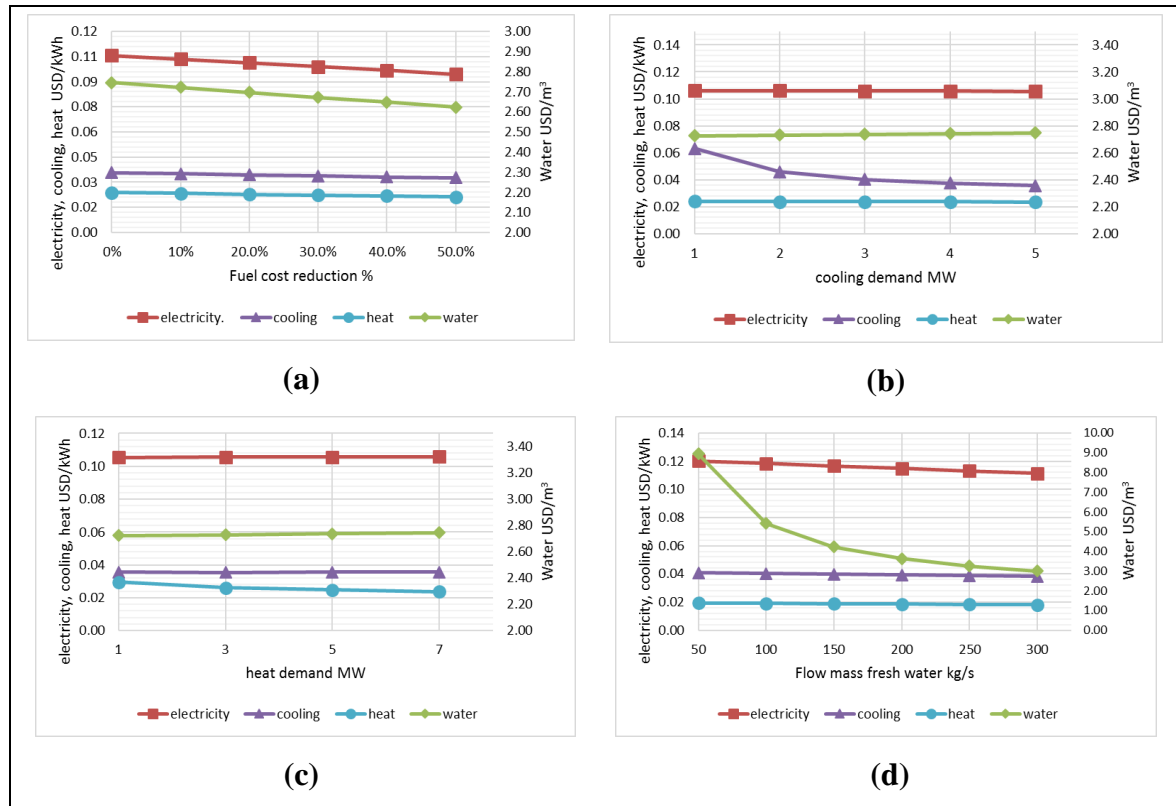 electricity, cooling, heat USD/kWh
0.12
0.11
0.09
0.08
0.06
0.05
0.03
0.02
0.00
3.00
2.90
2.80
2.70
2.60
2.50
2.40
2.30
2.20
2.10
2.00
Water USD/m³
0% 10% 20.0% 30.0% 40.0% 50.0%
Fuel cost reduction %
electricity. cooling heat water
(a)
electricity, cooling, heat USD/kWh
0.14
0.12
0.10
0.08
0.06
0.04
0.02
0.00
3.40
3.20
3.00
2.80
2.60
2.40
2.20
2.00
Water USD/m³
1 2 3 4 5
cooling demand MW
electricity cooling heat water
(b)
electricity, cooling, heat USD/kWh
0.12
0.10
0.08
0.06
0.04
0.02
0.00
3.40
3.20
3.00
2.80
2.60
2.40
2.20
2.00
Water USD/m³
1 3 5 7
heat demand MW
electricity cooling heat water
(c)
electricity, cooling, heat USD/kWh
0.14
0.12
0.10
0.08
0.06
0.04
0.02
0.00
10.00
9.00
8.00
7.00
6.00
5.00
4.00
3.00
2.00
1.00
0.00
Water USD/m³
50 100 150 200 250 300
Flow mass fresh water kg/s
electricity cooling heat water
(d)